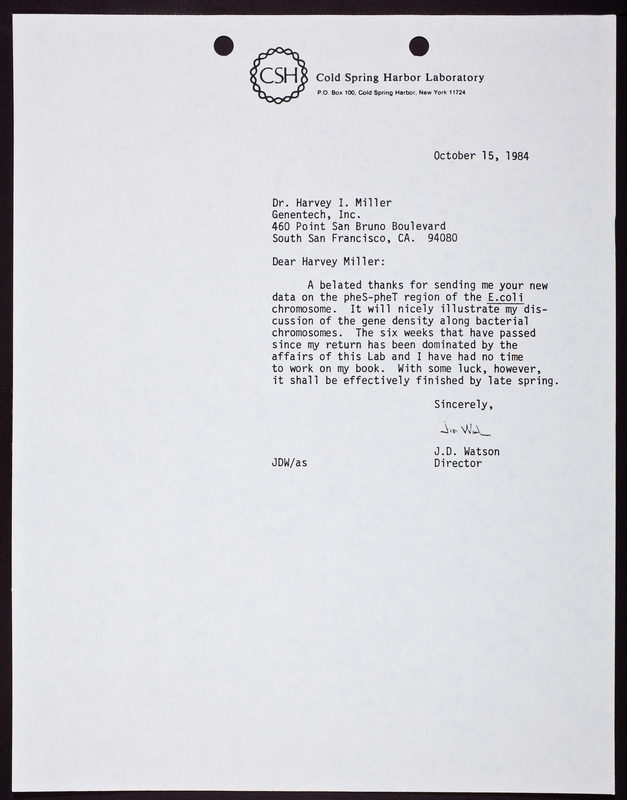 CSH
Cold Spring Harbor Laboratory
P.O. Box 100, Cold Spring Harbor, New York 11724
October 15, 1984
Dr. Harvey I. Miller
Genentech, Inc.
460 Point San Bruno Boulevard
South San Francisco, CA. 94080
Dear Harvey Miller:
A belated thanks for sending me your new
data on the pheS-pheT region of the E.coli
chromosome. It will nicely illustrate my dis-
cussion of the gene density along bacterial
chromosomes. The six weeks that have passed
since my return has been dominated by the
affairs of this Lab and I have had no time
to work on my book. With some luck, however,
it shall be effectively finished by late spring.
Sincerely,
Jim Wat
J.D. Watson
JDW/as
Director